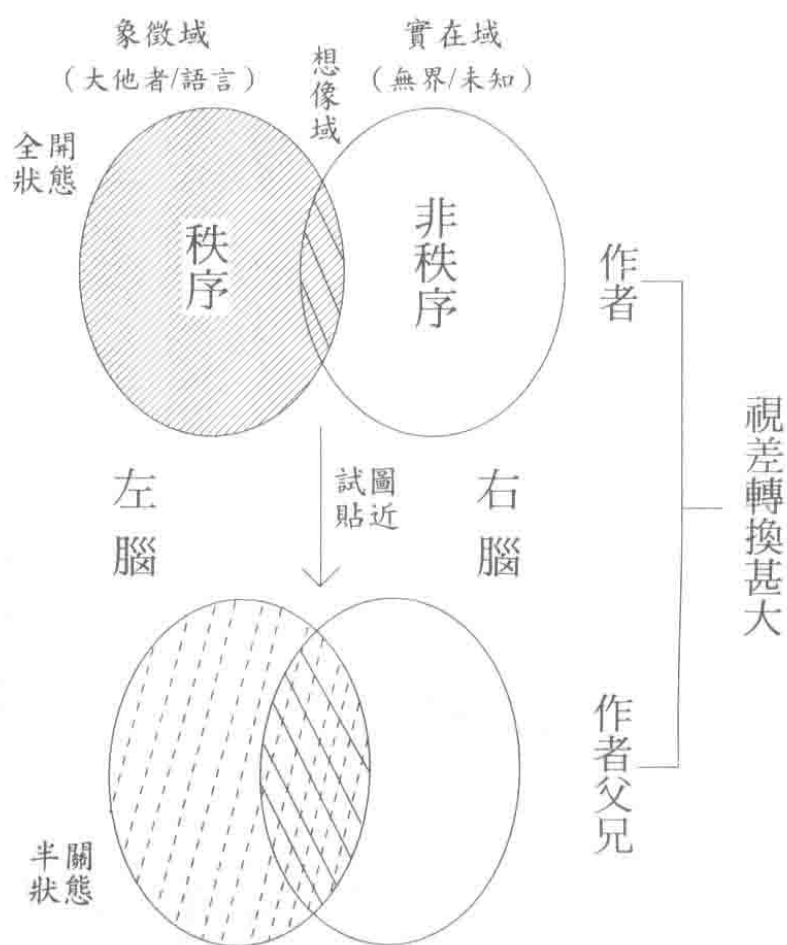 象徵域
（大他者/語言）
想像域
實在域
（無界/未知）
全開
狀態
秩序
非秩序
作者
左腦
試圖
貼近
右腦
視差轉換甚大
作者父兄
半關
狀態